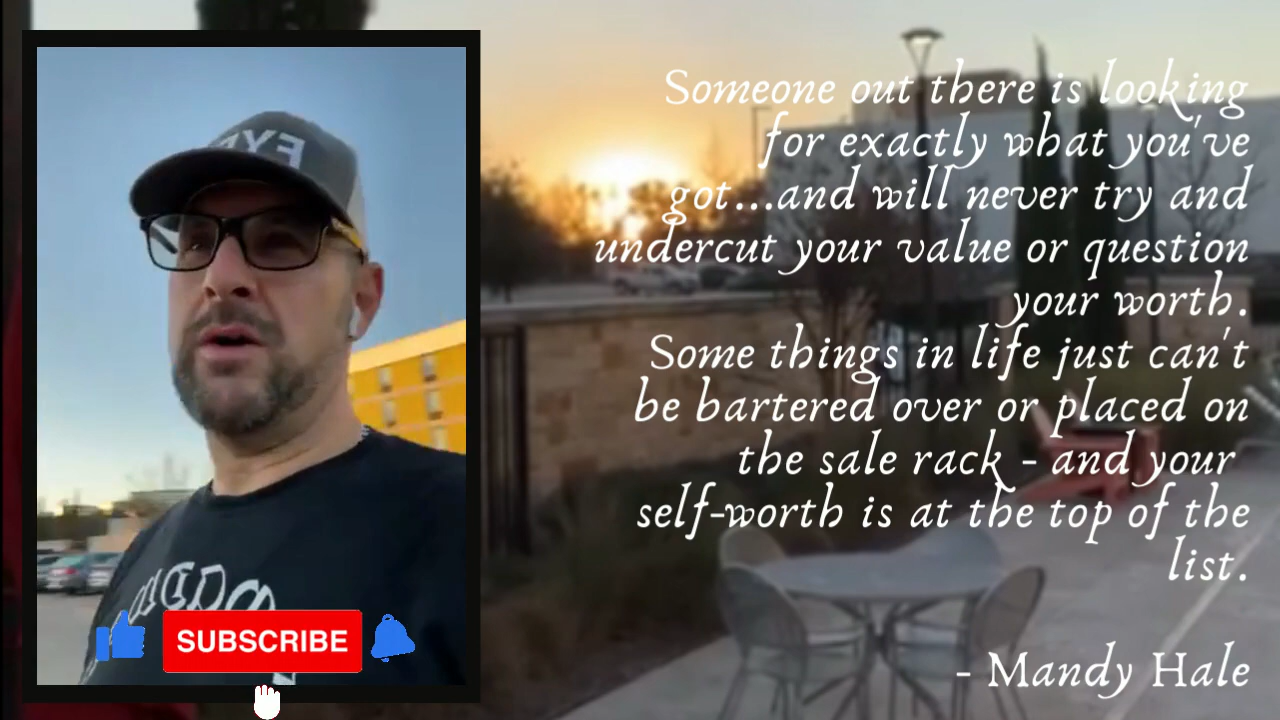 EYE
PAPA
SUBSCRIBE
Someone out there is looking
for exactly what you've
got...and will never try and
undercut your value or question
your worth.
Some things in life just can't
be bartered over or placed on
the sale rack - and your
self-worth is at the top of the
list.
- Mandy Hale